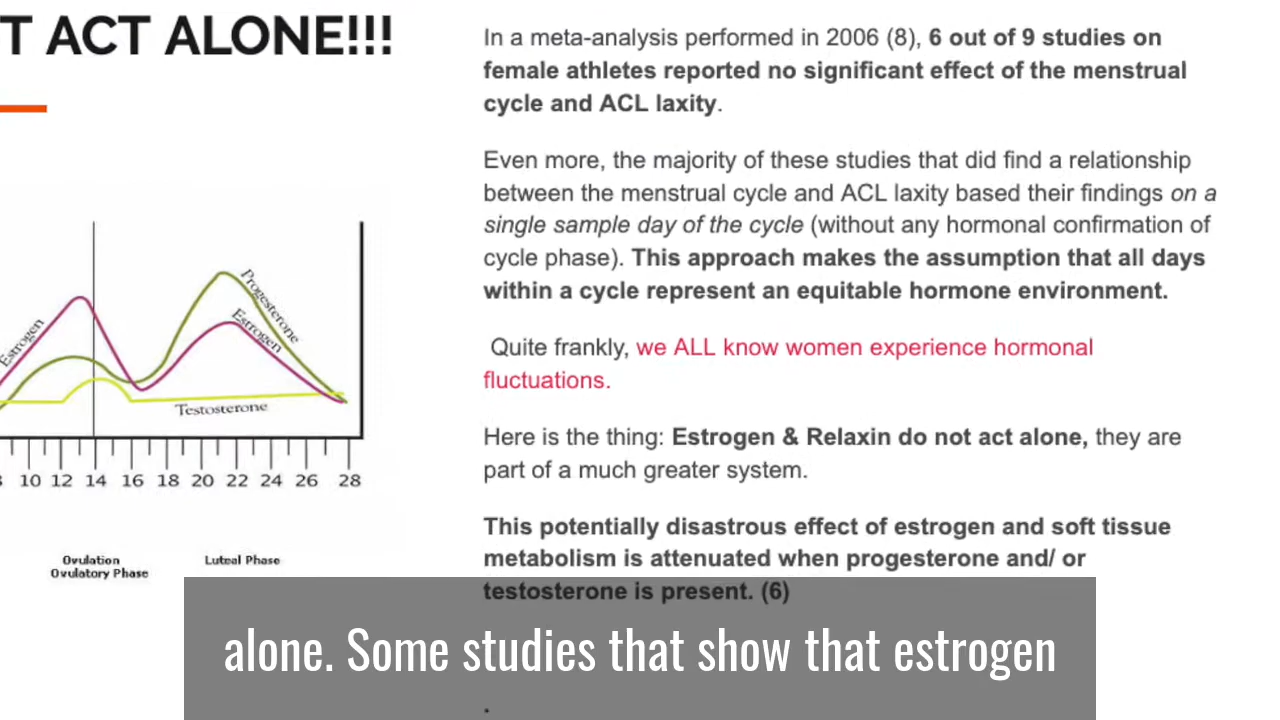 T ACT ALONE!!!
In a meta-analysis performed in 2006 (8), 6 out of 9 studies on
female athletes reported no significant effect of the menstrual
cycle and ACL laxity.
Even more, the majority of these studies that did find a relationship
between the menstrual cycle and ACL laxity based their findings on a
single sample day of the cycle (without any hormonal confirmation of
cycle phase). This approach makes the assumption that all days
within a cycle represent an equitable hormone environment.
Quite frankly, we ALL know women experience hormonal
fluctuations.
Here is the thing: Estrogen & Relaxin do not act alone, they are
part of a much greater system.
This potentially disastrous effect of estrogen and soft tissue
metabolism is attenuated when progesterone and/ or
testosterone is present. (6)
.
Estrogen
Progesterone
Estrogen
Testosterone
10 12 14 16 18 20 22 24 26 28
Ovulation
Ovulatory Phase
Luteal Phase
alone. Some studies that show that estrogen